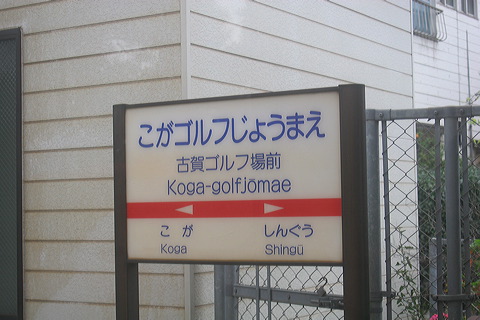 こがゴルフじょうまえ
古賀ゴルフ場前
Koga-golfjōmae
こが しんぐう
Koga Shingū